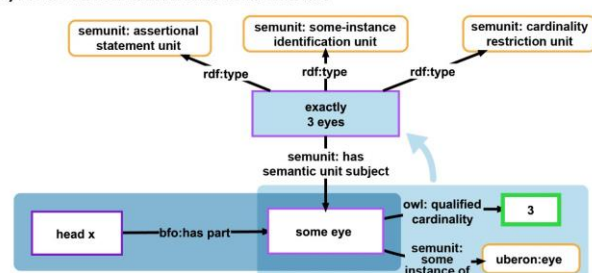 semunit: assertional
statement unit
semunit: some-instance
identification unit
semunit: cardinality
restriction unit
rdf:type
rdf:type
rdf:type
exactly
3 eyes
semunit: has
semantic unit subject
head x
bfo:has part
some eye
owl: qualified
cardinality
3
semunit:
some
instance of
uberon:eye